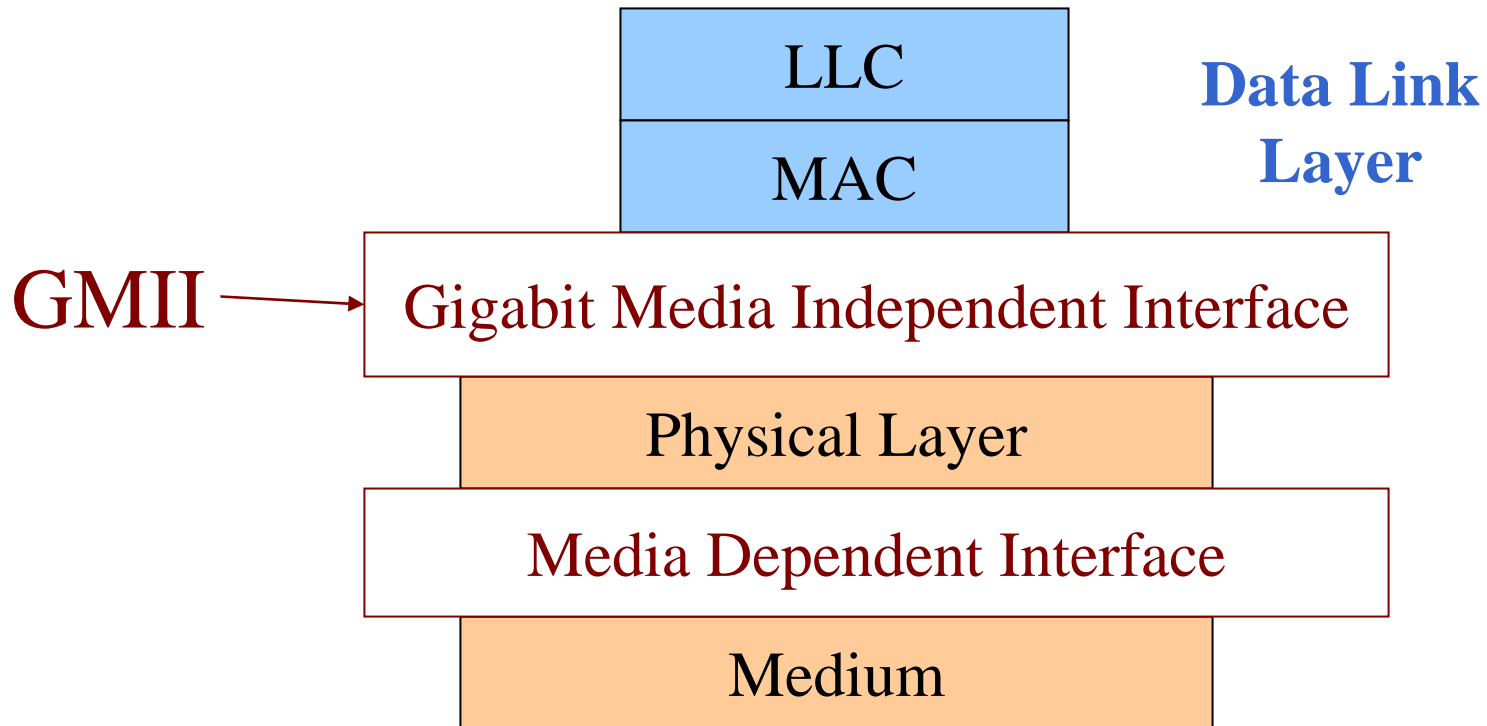 LLC
Data Link
Layer
MAC
GMII
Gigabit Media Independent Interface
Physical Layer
Media Dependent Interface
Medium